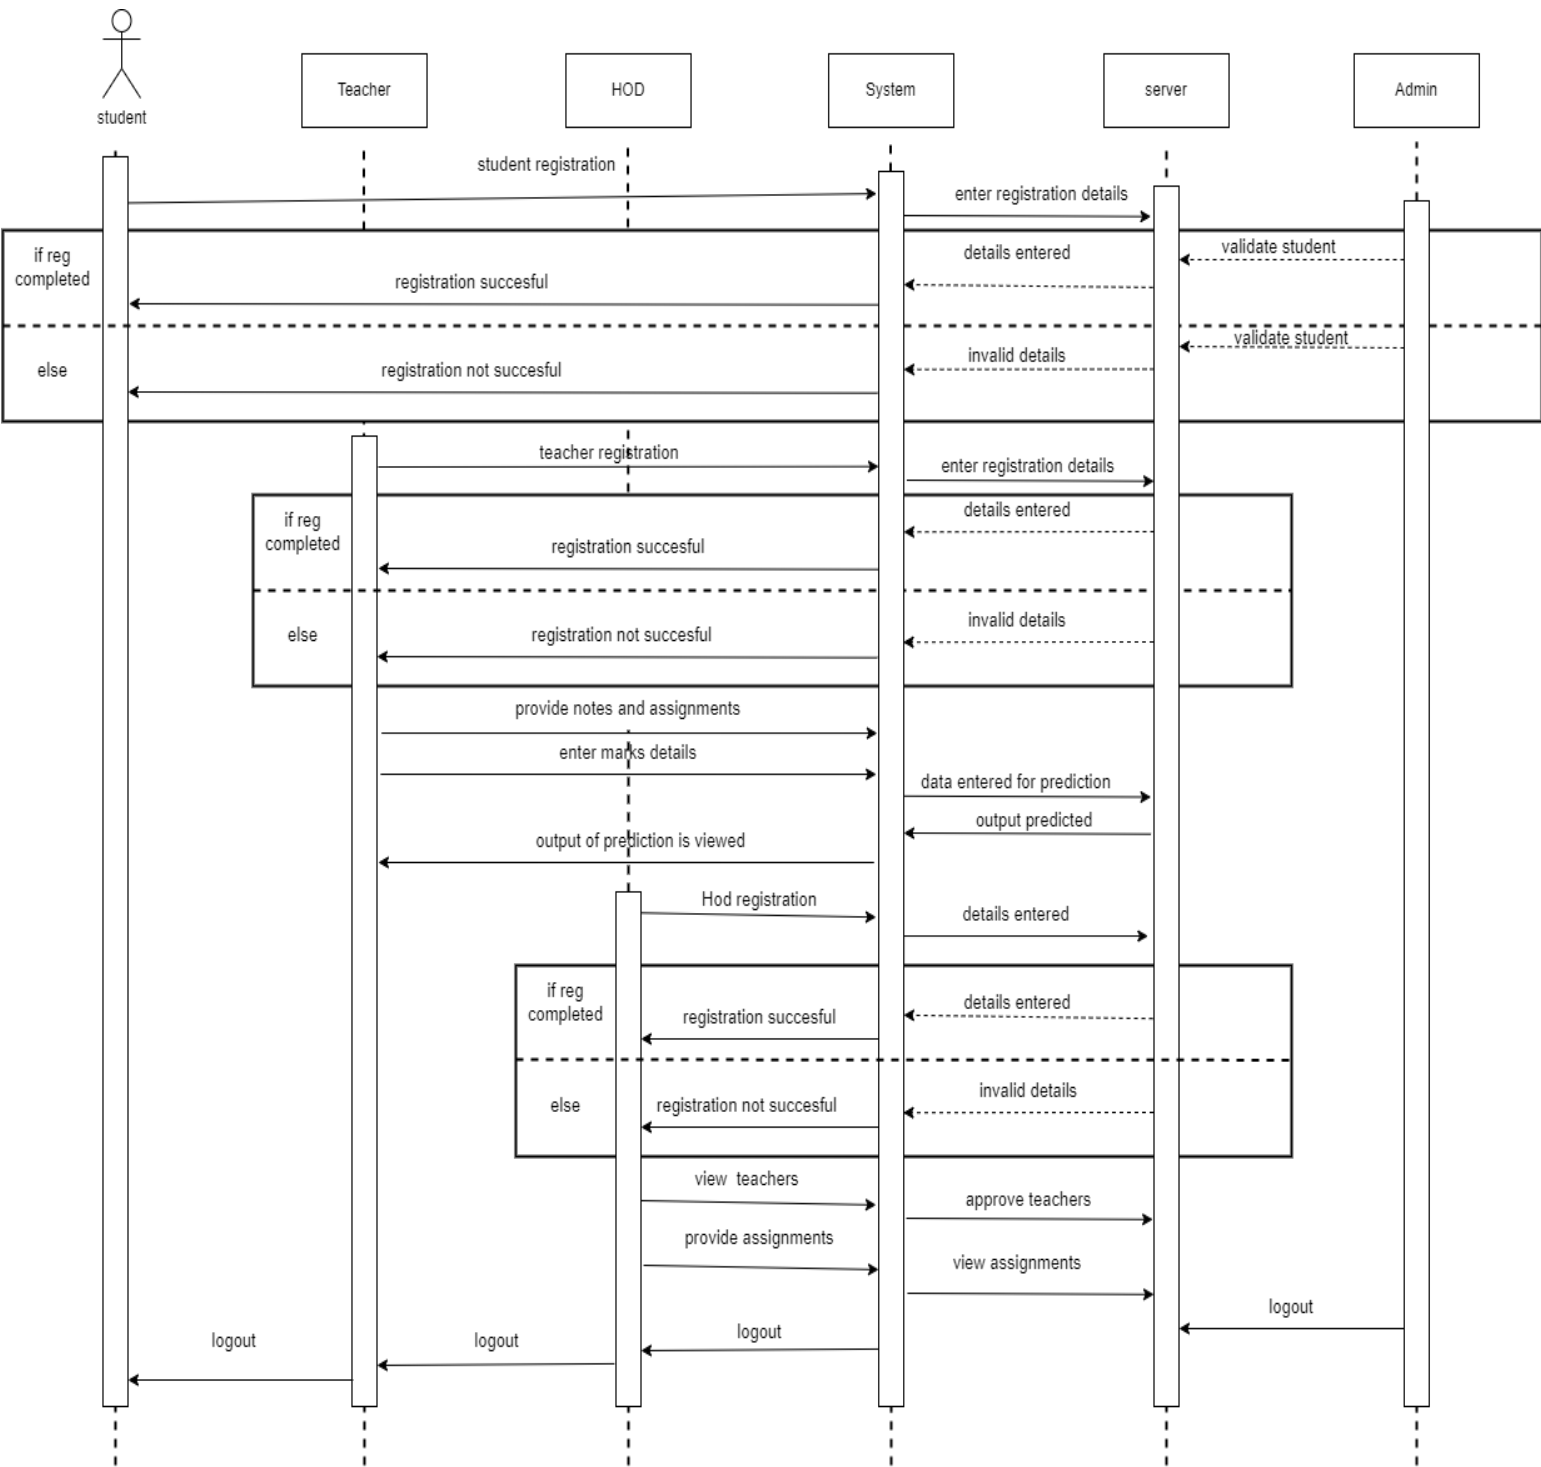 student
Teacher
HOD
System
server
Admin
student registration
enter registration details
if reg
completed
details entered
validate student
registration succesful
validate student
else
registration not succesful
invalid details
teacher registration
enter registration details
if reg
completed
details entered
registration succesful
else
registration not succesful
invalid details
provide notes and assignments
enter marks details
data entered for prediction
output predicted
output of prediction is viewed
Hod registration
details entered
if reg
completed
details entered
registration succesful
invalid details
else
registration not succesful
view  teachers
approve teachers
provide assignments
view assignments
logout
logout
logout
logout